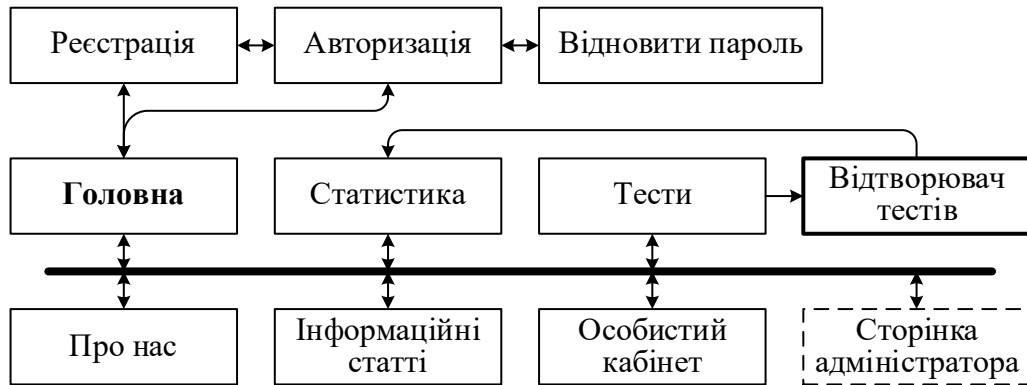 Реєстрація
Авторизація
Відновити пароль
Головна
Статистика
Тести
Відтворювач
тестів
Про нас
Інформаційні
статті
Особистий
кабінет
Сторінка
адміністратора